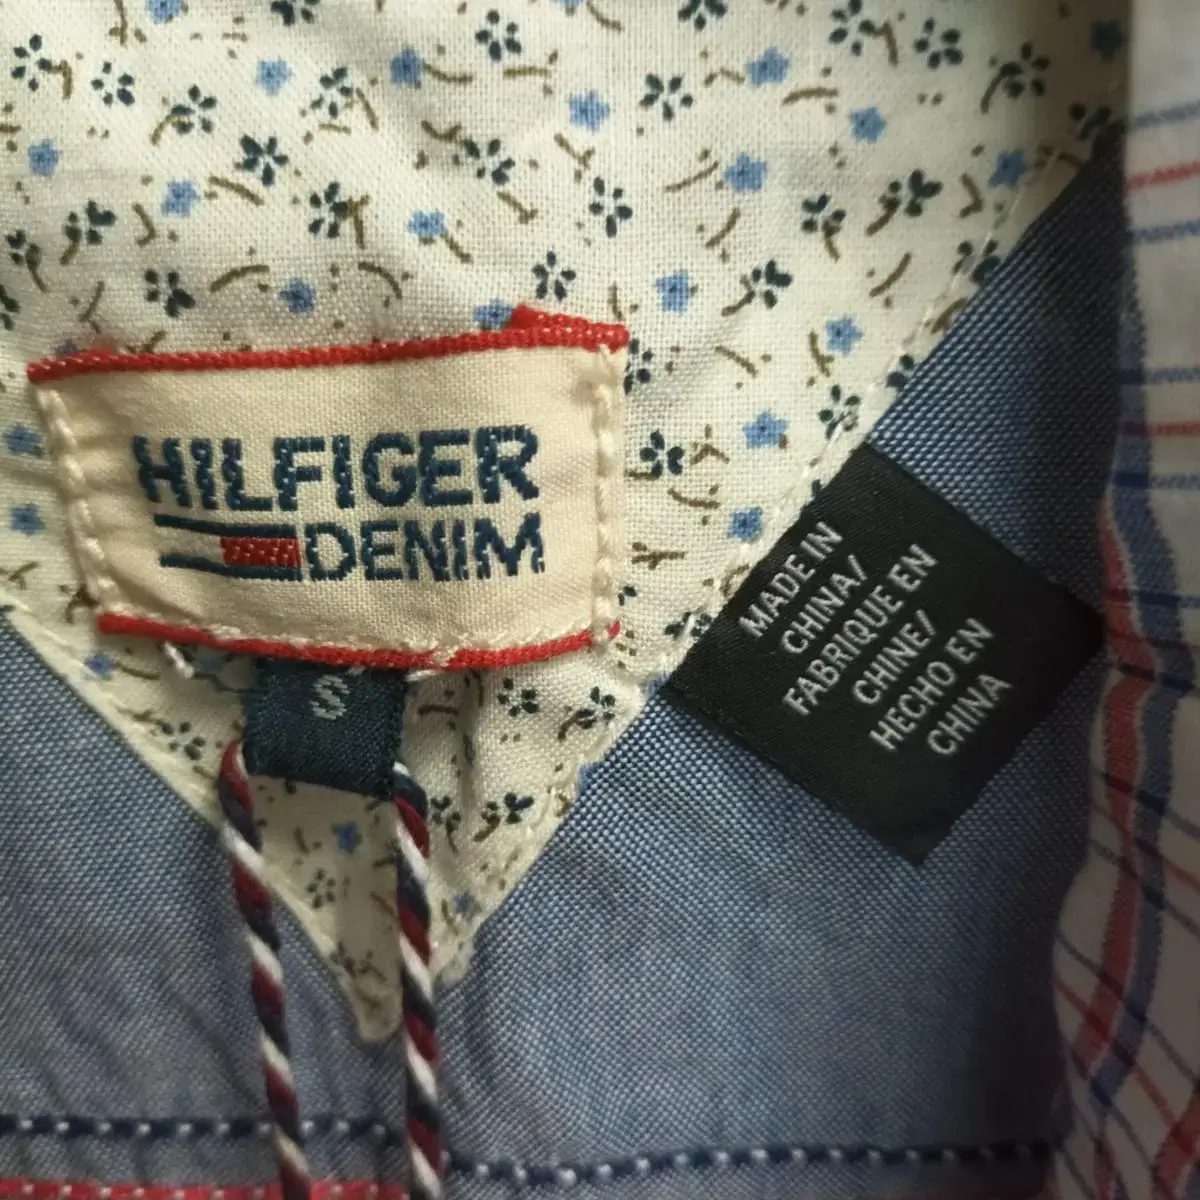 HILFIGER
DENIM
S
MADE IN
CHINA/
FABRIQUE EN
CHINE/
HECHO EN
CHINA